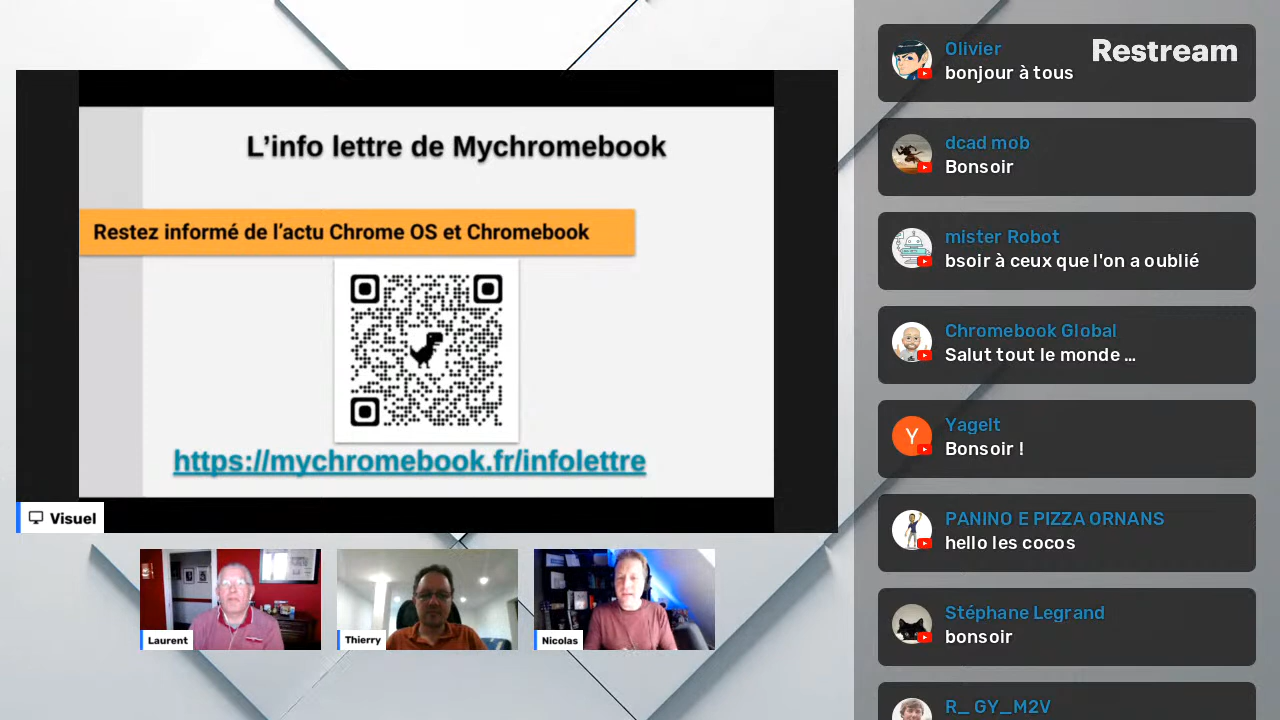 L'info lettre de Mychromebook
Restez informé de l'actu Chrome OS et Chromebook
https://mychromebook.fr/infolettre
Visuel
Laurent
Thierry
Nicolas
Restream
Olivier
bonjour à tous
dcad mob
Bonsoir
mister Robot
bsoir à ceux que l'on a oublié
Chromebook Global
Salut tout le monde ...
Y
Yagelt
Bonsoir !
PANINO E PIZZA ORNANS
hello les cocos
Stéphane Legrand
bonsoir
R_ GY_M2V